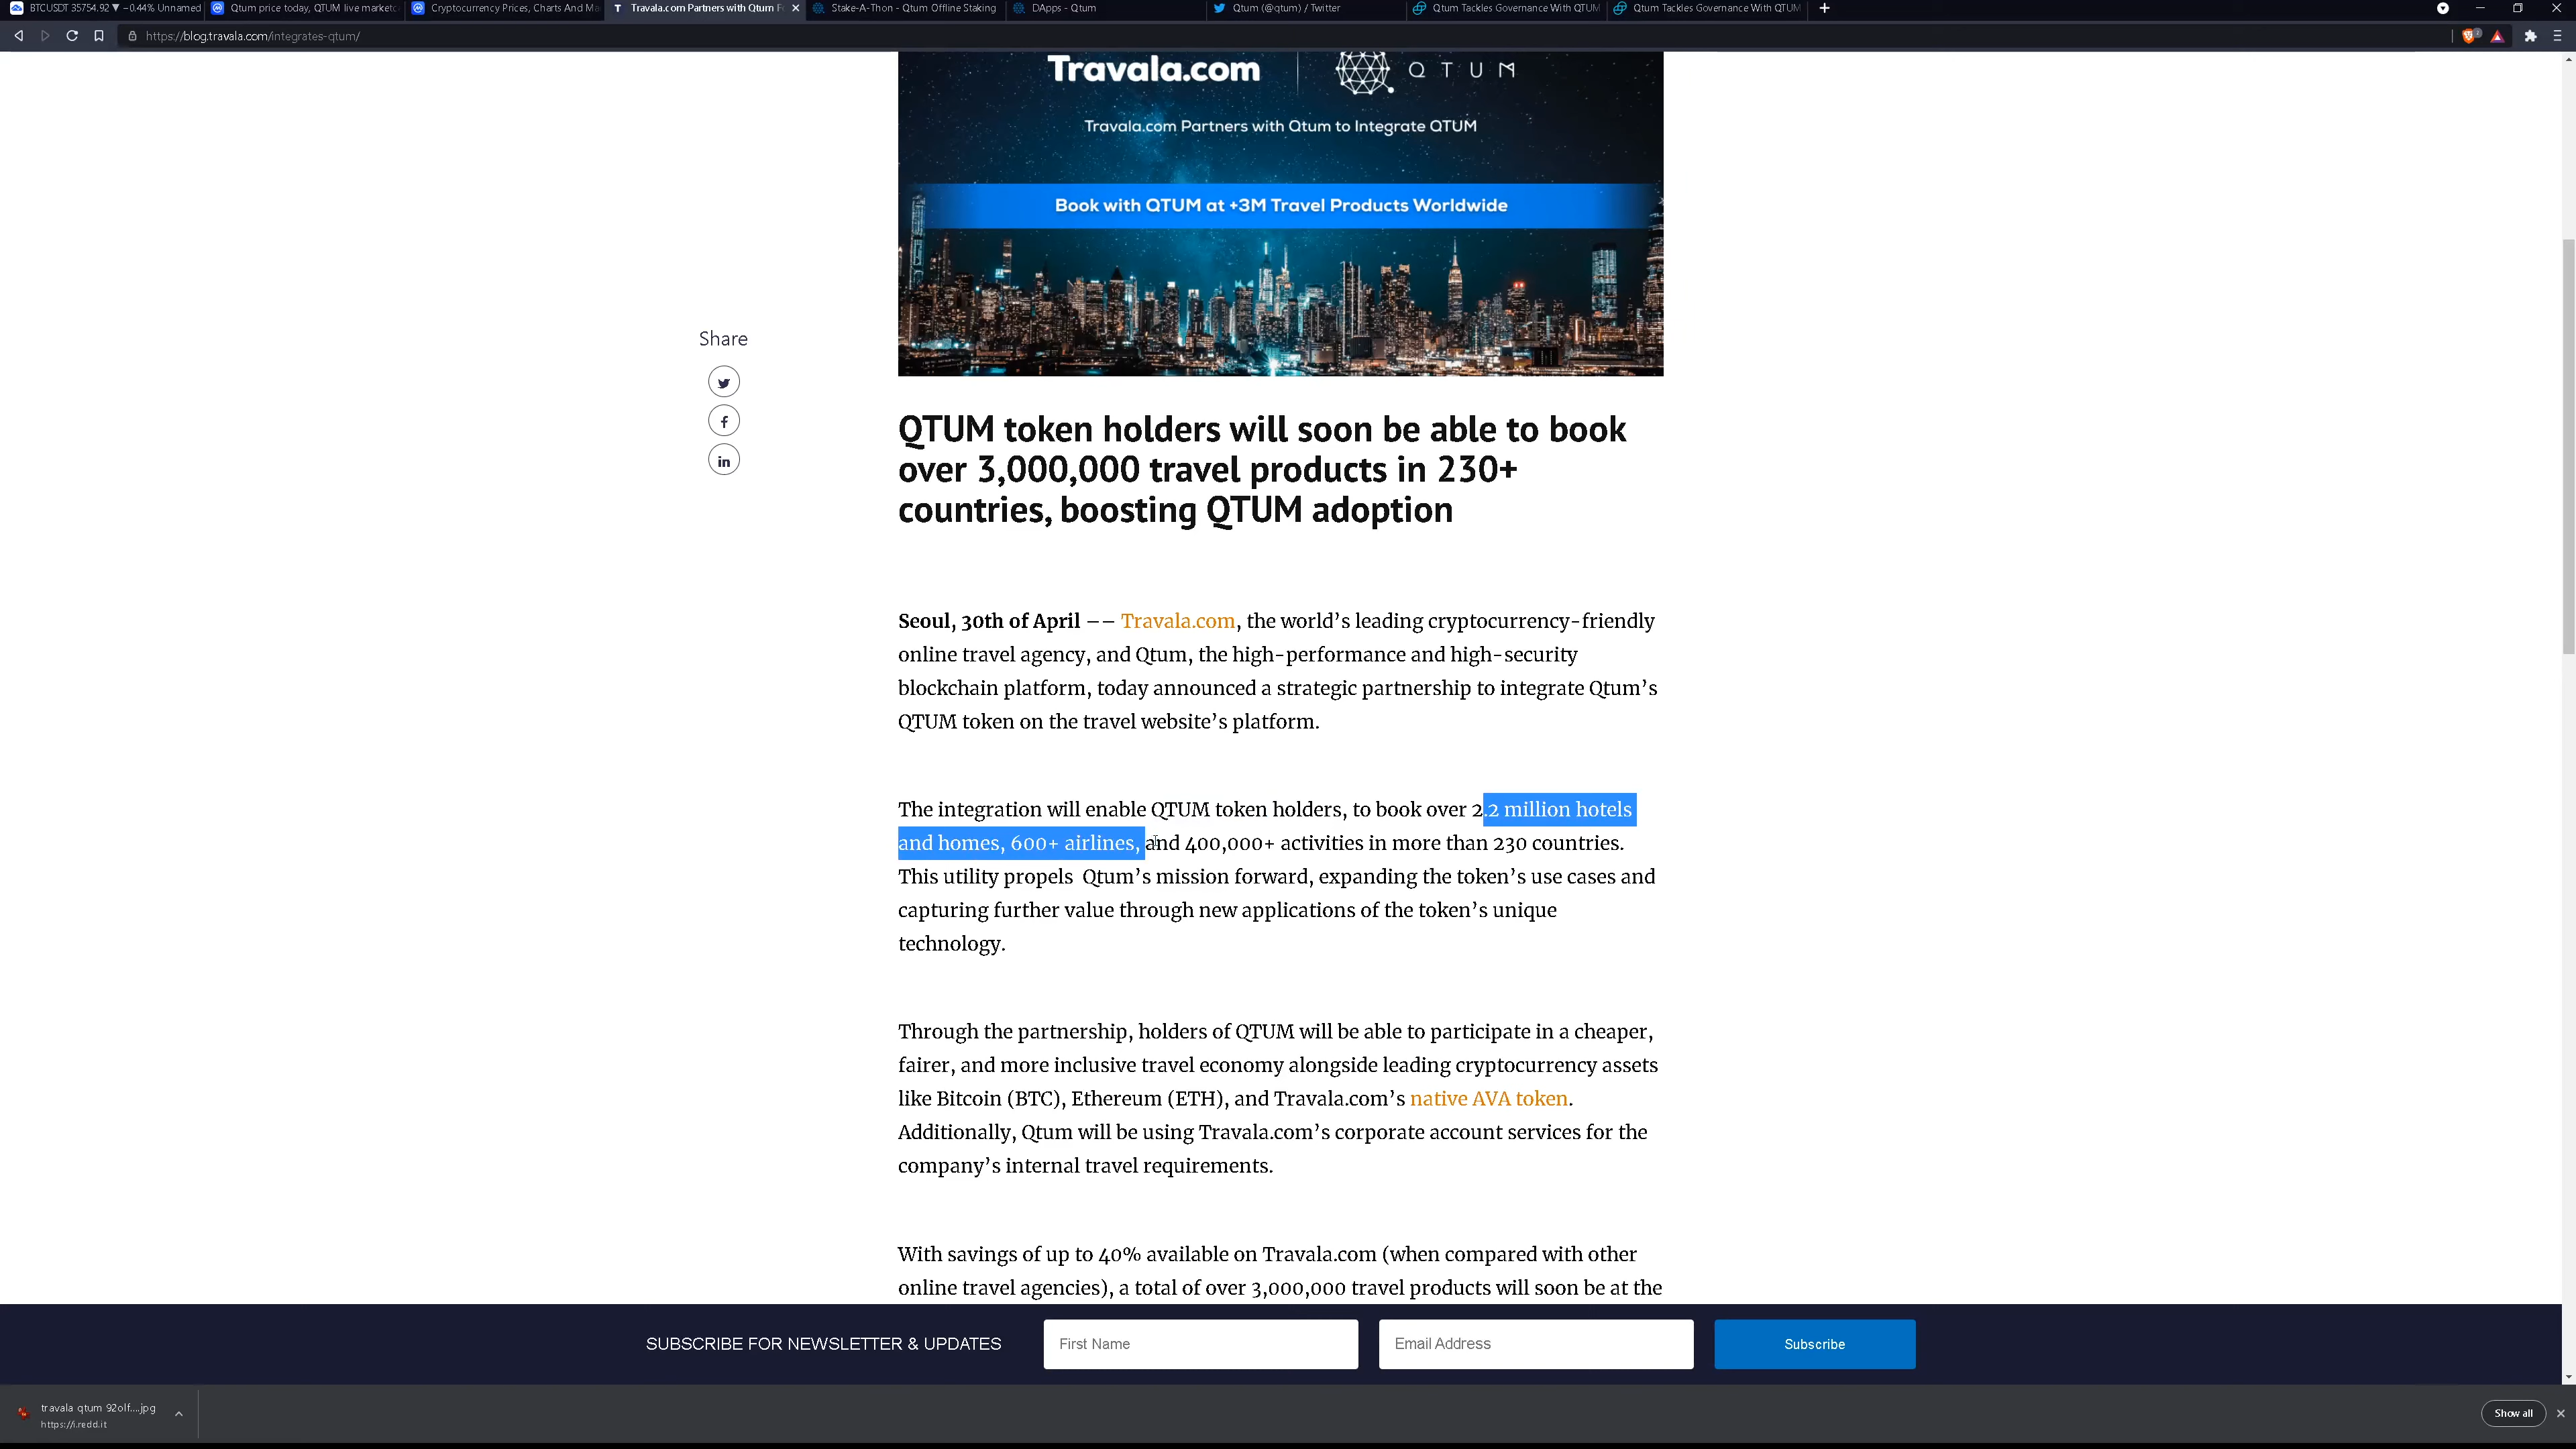 BTCUSDT 35754.92 ▼ −0.44% Unnamed
Qtum price today, QTUM live marketc
Cryptocurrency Prices, Charts And Ma
Travala.com Partners with Qtum F
Stake-A-Thon - Qtum Offline Staking
DApps - Qtum
Qtum (@qtum) / Twitter
Qtum Tackles Governance With QTUM
Qtum Tackles Governance With QTUM
https://blog.travala.com/integrates-qtum/
Travala.com
QTUM
Travala.com Partners with Qtum to Integrate QTUM
Book with QTUM at +3M Travel Products Worldwide
Share
QTUM token holders will soon be able to book
over 3,000,000 travel products in 230+
countries, boosting QTUM adoption
Seoul, 30th of April –– Travala.com, the world’s leading cryptocurrency-friendly
online travel agency, and Qtum, the high-performance and high-security
blockchain platform, today announced a strategic partnership to integrate Qtum’s
QTUM token on the travel website’s platform.
The integration will enable QTUM token holders, to book over 2.2 million hotels
and homes, 600+ airlines, and 400,000+ activities in more than 230 countries.
This utility propels Qtum’s mission forward, expanding the token’s use cases and
capturing further value through new applications of the token’s unique
technology.
Through the partnership, holders of QTUM will be able to participate in a cheaper,
fairer, and more inclusive travel economy alongside leading cryptocurrency assets
like Bitcoin (BTC), Ethereum (ETH), and Travala.com’s native AVA token.
Additionally, Qtum will be using Travala.com’s corporate account services for the
company’s internal travel requirements.
With savings of up to 40% available on Travala.com (when compared with other
online travel agencies), a total of over 3,000,000 travel products will soon be at the
SUBSCRIBE FOR NEWSLETTER & UPDATES
First Name
Email Address
Subscribe
travala qtum 92olf....jpg
https://i.redd.it
Show all